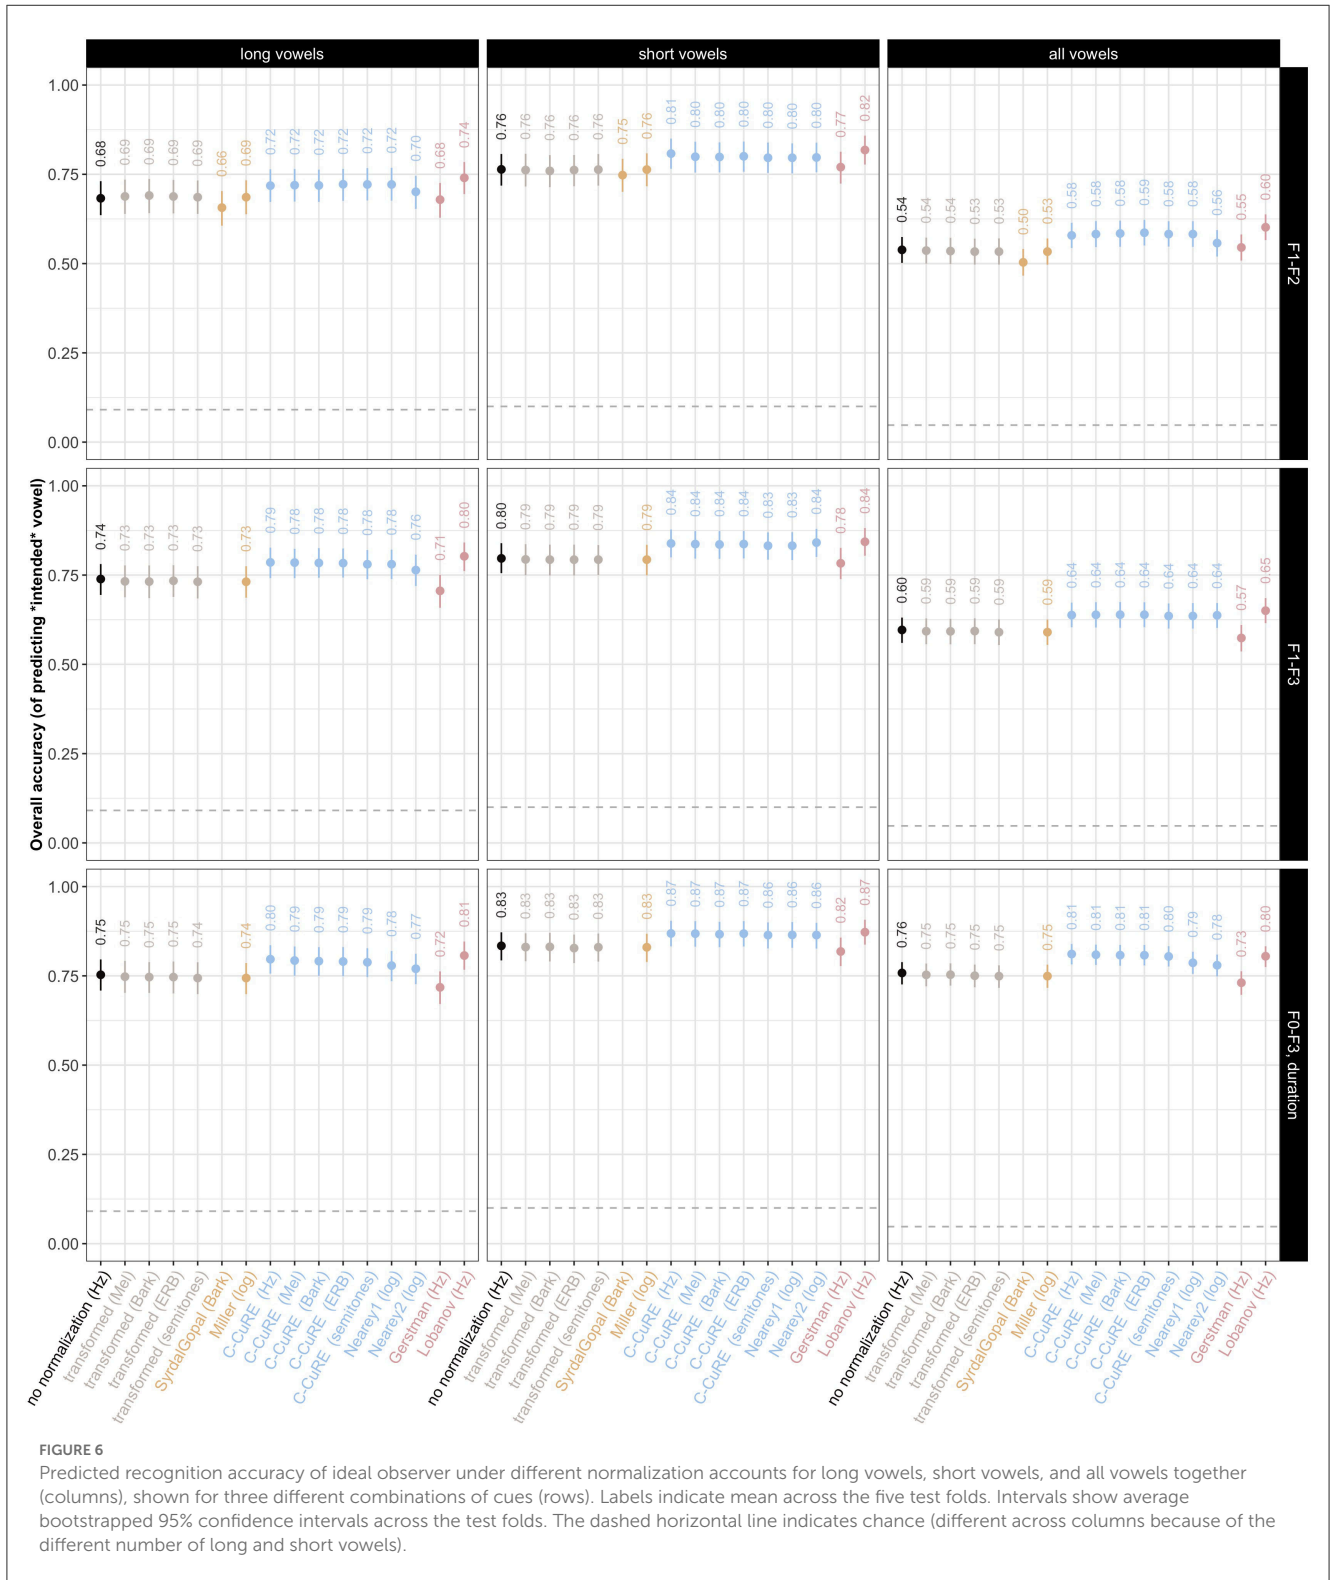 long vowels
short vowels
all vowels
Overall accuracy (of predicting *intended* vowel)
1.00
0.75
0.50
0.25
0.00
0.68
0.69
0.69
0.69
0.69
0.66
0.69
0.72
0.72
0.72
0.72
0.72
0.72
0.70
0.68
0.74
0.76
0.76
0.76
0.76
0.76
0.75
0.76
0.81
0.80
0.80
0.80
0.80
0.80
0.80
0.77
0.82
0.54
0.54
0.54
0.53
0.53
0.50
0.53
0.58
0.58
0.58
0.59
0.58
0.58
0.56
0.55
0.60
F1-F2
1.00
0.75
0.50
0.25
0.00
0.74
0.73
0.73
0.73
0.73
0.73
0.79
0.78
0.78
0.78
0.78
0.78
0.76
0.71
0.80
0.80
0.79
0.79
0.79
0.79
0.79
0.84
0.84
0.84
0.84
0.83
0.83
0.84
0.78
0.84
0.60
0.59
0.59
0.59
0.59
0.59
0.64
0.64
0.64
0.64
0.64
0.64
0.64
0.57
0.65
F1-F3
1.00
0.75
0.50
0.25
0.00
0.75
0.75
0.75
0.75
0.74
0.74
0.80
0.79
0.79
0.79
0.79
0.78
0.77
0.72
0.81
0.83
0.83
0.83
0.83
0.83
0.83
0.87
0.87
0.87
0.87
0.86
0.86
0.86
0.82
0.87
0.76
0.75
0.75
0.75
0.75
0.75
0.81
0.81
0.81
0.81
0.80
0.79
0.78
0.73
0.80
F0-F3, duration
no normalization (Hz)
transformed (Mel)
transformed (Bark)
transformed (ERB)
transformed (semitones)
SyrdalGopal (Bark)
Miller (log)
C-CuRE (Hz)
C-CuRE (Mel)
C-CuRE (Bark)
C-CuRE (ERB)
C-CuRE (semitones)
Nearey1 (log)
Nearey2 (log)
Gerstman (Hz)
Lobanov (Hz)
no normalization (Hz)
transformed (Mel)
transformed (Bark)
transformed (ERB)
transformed (semitones)
SyrdalGopal (Bark)
Miller (log)
C-CuRE (Hz)
C-CuRE (Mel)
C-CuRE (Bark)
C-CuRE (ERB)
C-CuRE (semitones)
Nearey1 (log)
Nearey2 (log)
Gerstman (Hz)
Lobanov (Hz)
no normalization (Hz)
transformed (Mel)
transformed (Bark)
transformed (ERB)
transformed (semitones)
SyrdalGopal (Bark)
Miller (log)
C-CuRE (Hz)
C-CuRE (Mel)
C-CuRE (Bark)
C-CuRE (ERB)
C-CuRE (semitones)
Nearey1 (log)
Nearey2 (log)
Gerstman (Hz)
Lobanov (Hz)
FIGURE 6
Predicted recognition accuracy of ideal observer under different normalization accounts for long vowels, short vowels, and all vowels together
(columns), shown for three different combinations of cues (rows). Labels indicate mean across the five test folds. Intervals show average
bootstrapped 95% confidence intervals across the test folds. The dashed horizontal line indicates chance (different across columns because of the
different number of long and short vowels).